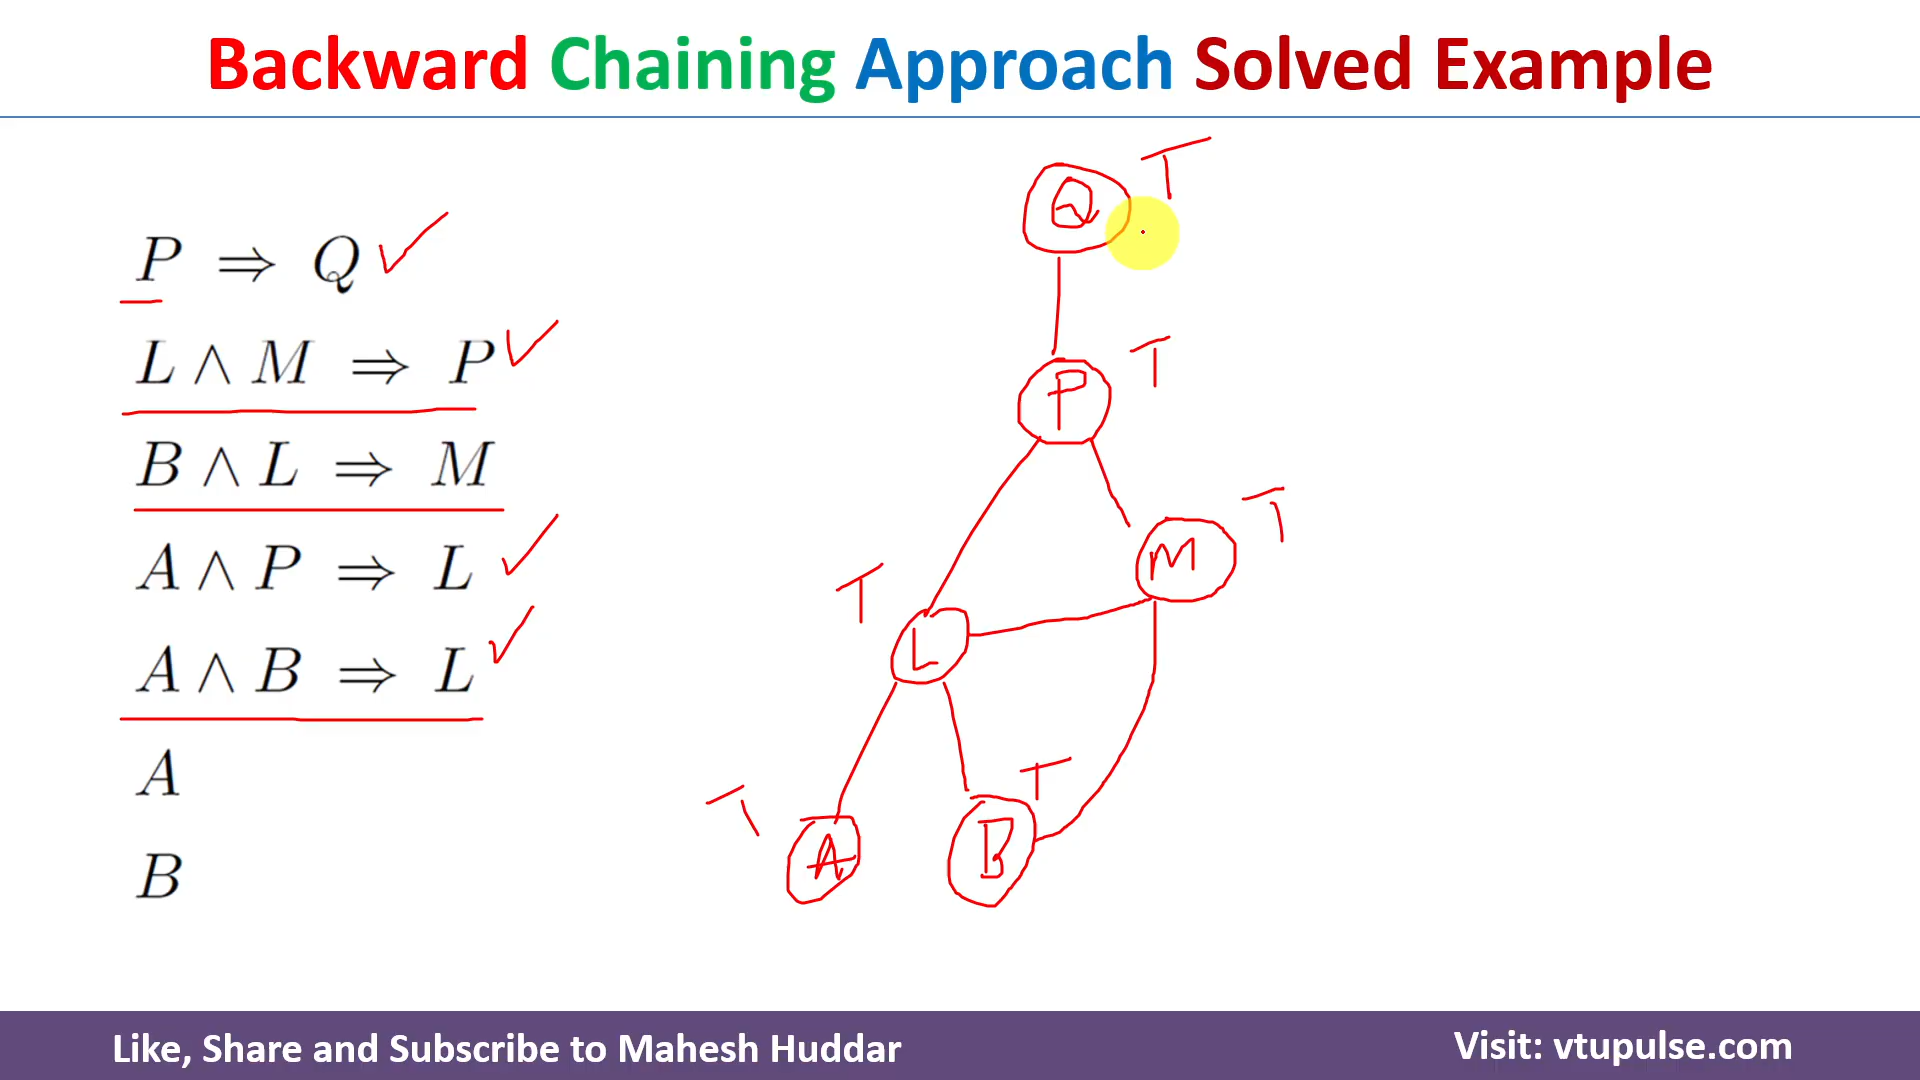 Backward Chaining Approach Solved Example
P ⇒ Q
L ∧ M ⇒ P
B ∧ L ⇒ M
A ∧ P ⇒ L
A ∧ B ⇒ L
A
B
Q T
P T
M T
T
L
T
T
A B
Like, Share and Subscribe to Mahesh Huddar
Visit: vtupulse.com